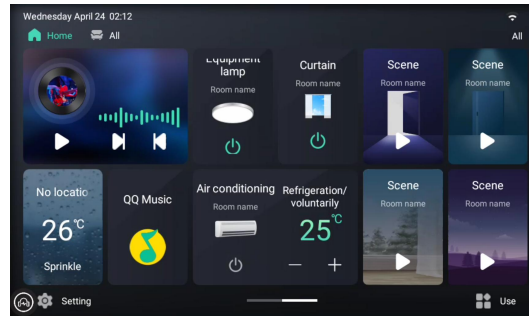 Wednesday April 24 02:12
Home
All
All
Equipment
lamp
Room name
Curtain
Room name
Scene
Room name
Scene
Room name
No locatic
26℃
Sprinkle
QQ Music
Air conditioning
Room name
Refrigeration/
voluntarily
25℃
Scene
Room name
Scene
Room name
Setting
Use